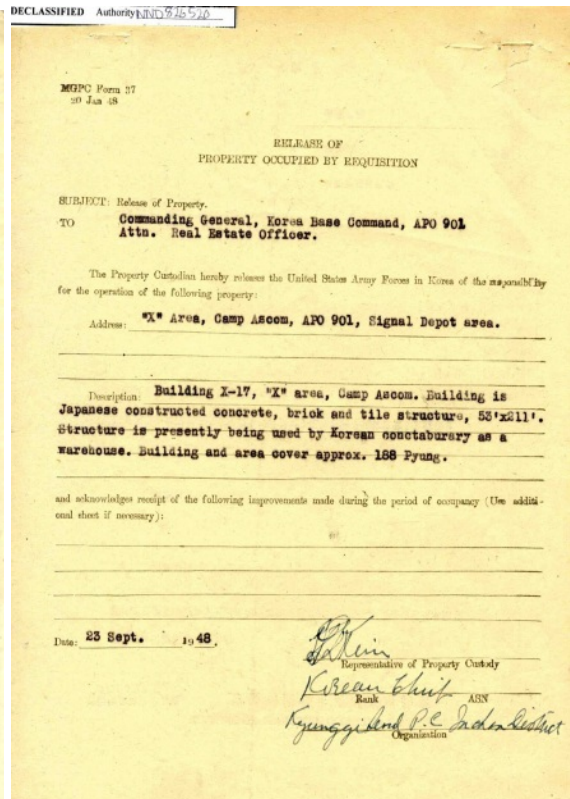 DECLASSIFIED Authority NND 826520
MGPC Form 37
20 Jan 48
RELEASE OF
PROPERTY OCCUPIED BY REQUISITION
SUBJECT: Release of Property.
TO Commanding General, Korea Base Command, APO 901
Attn. Real Estate Officer.
The Property Custodian hereby releases the United States Army Forces in Korea of the responsibility
for the operation of the following property:
Address: "X" Area, Camp Ascom, APO 901, Signal Depot area.
Description: Building X-17, "X" area, Camp Ascom. Building is
Japanese constructed concrete, brick and tile structure, 53'x211'.
Structure is presently being used by Korean conctaburary as a
warehouse. Building and area cover approx. 188 Pyung.
and acknowledges receipt of the following improvements made during the period of occupancy (Use additi-
onal sheet if necessary):
Date: 23 Sept. 1948.
Kim
Representative of Property Custody
Korean Chief
Rank ASN
Kyunggi P.C Inchon District
Organization